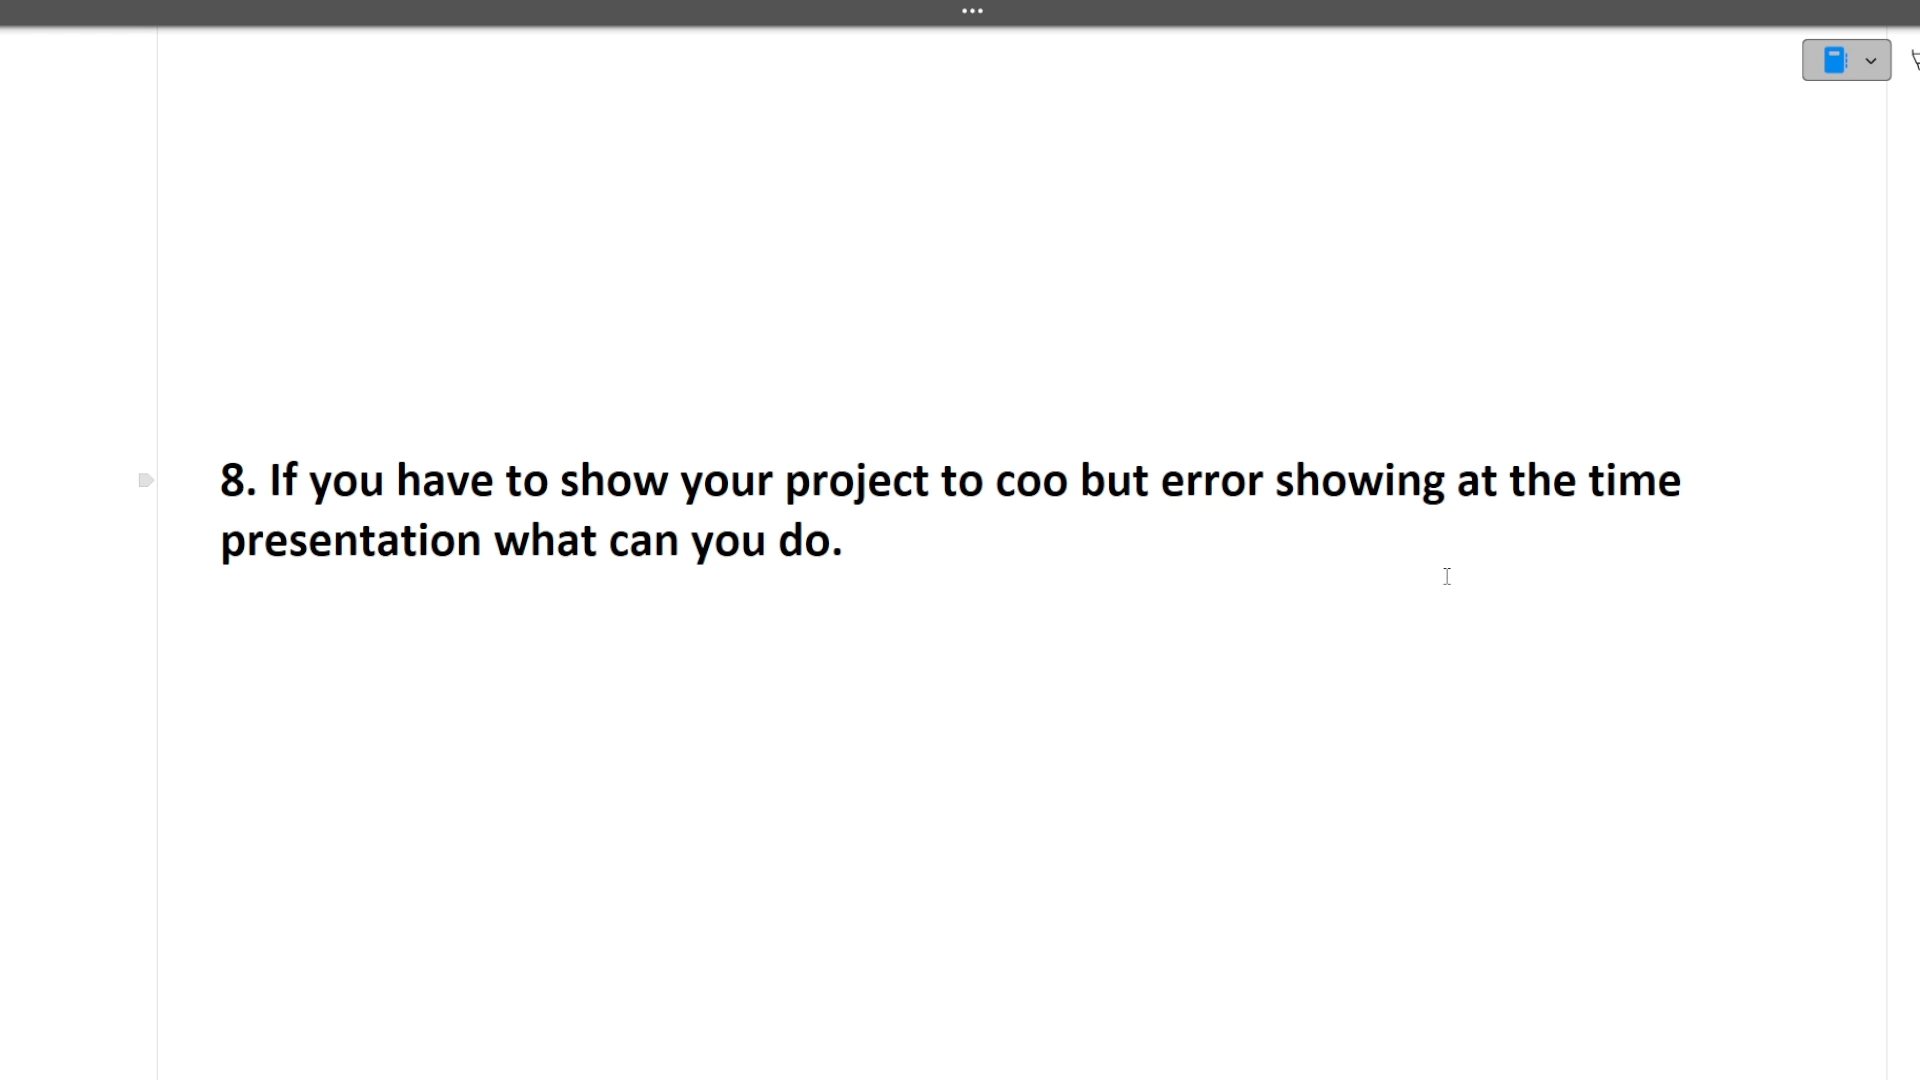 8. If you have to show your project to coo but error showing at the time
presentation what can you do.